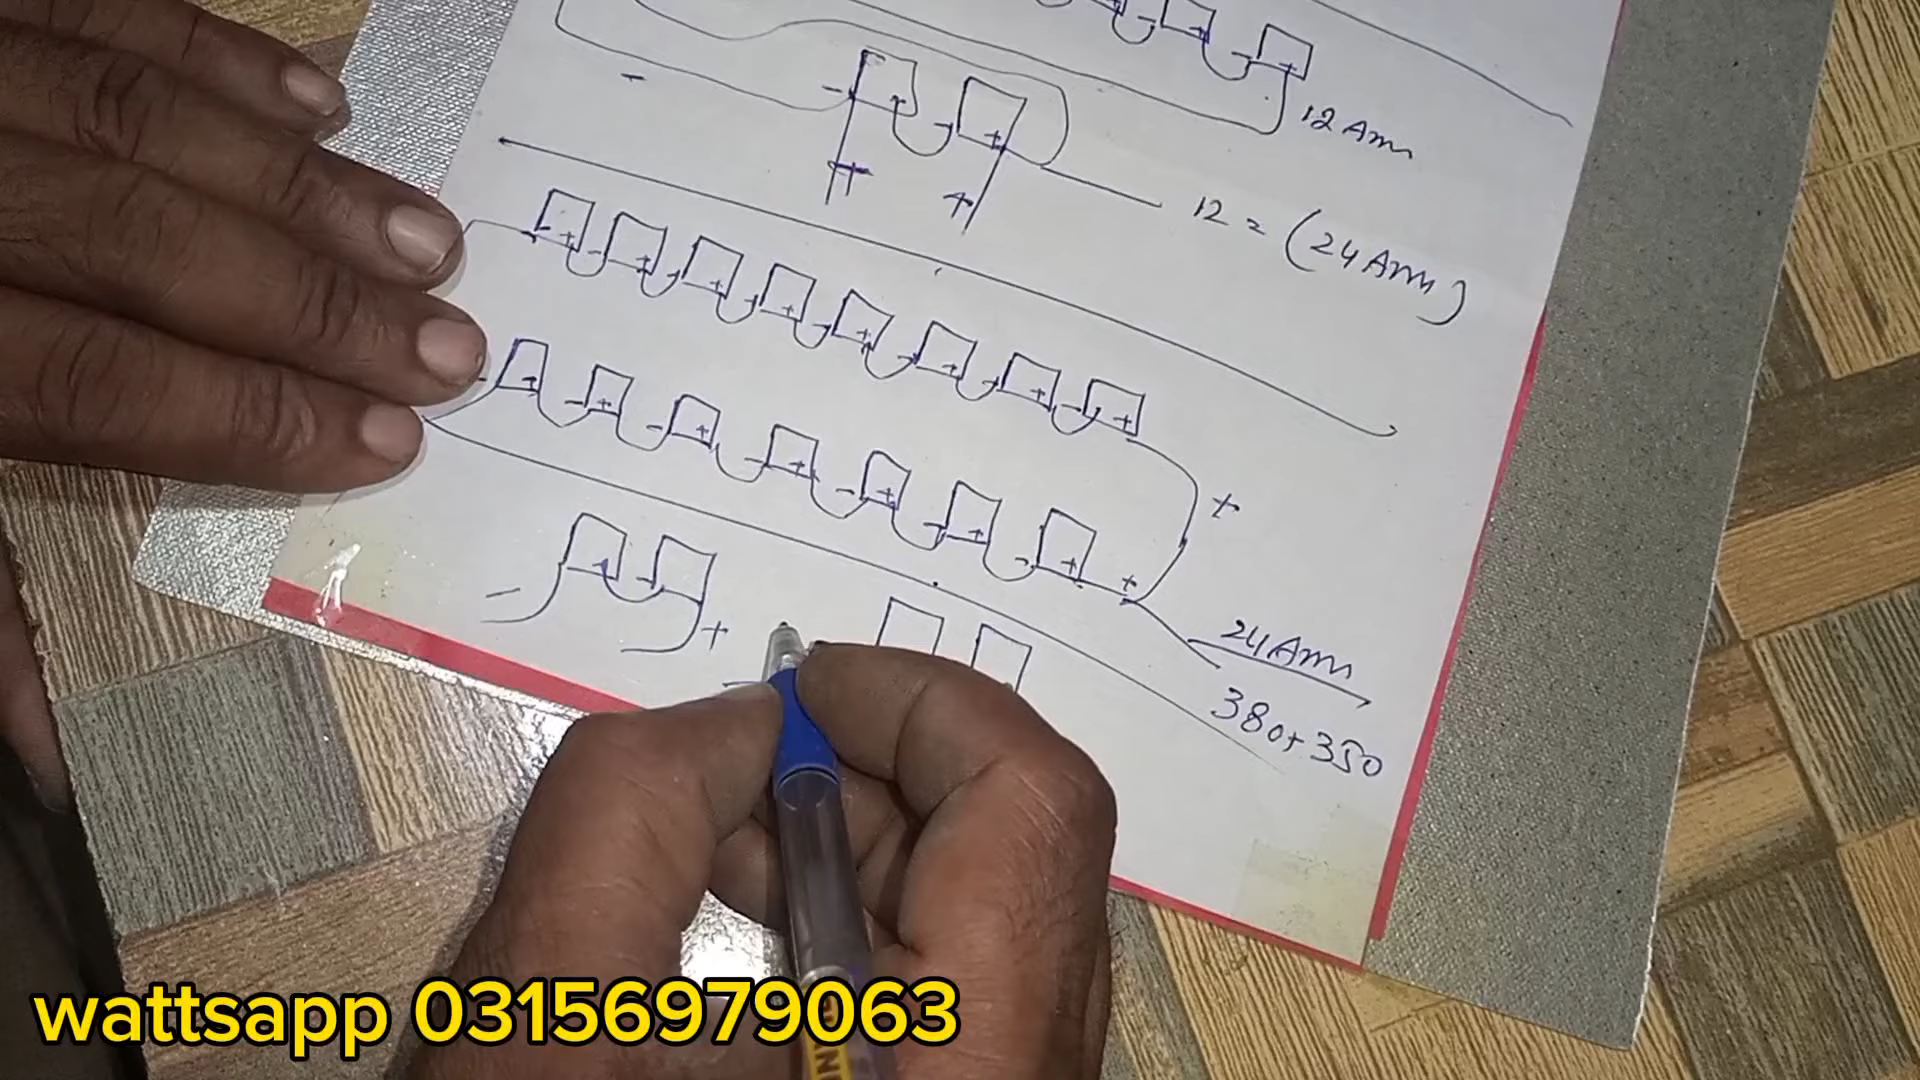 12 Am
12 = (24 Am)
24 Am
380+350
wattsapp 03156979063